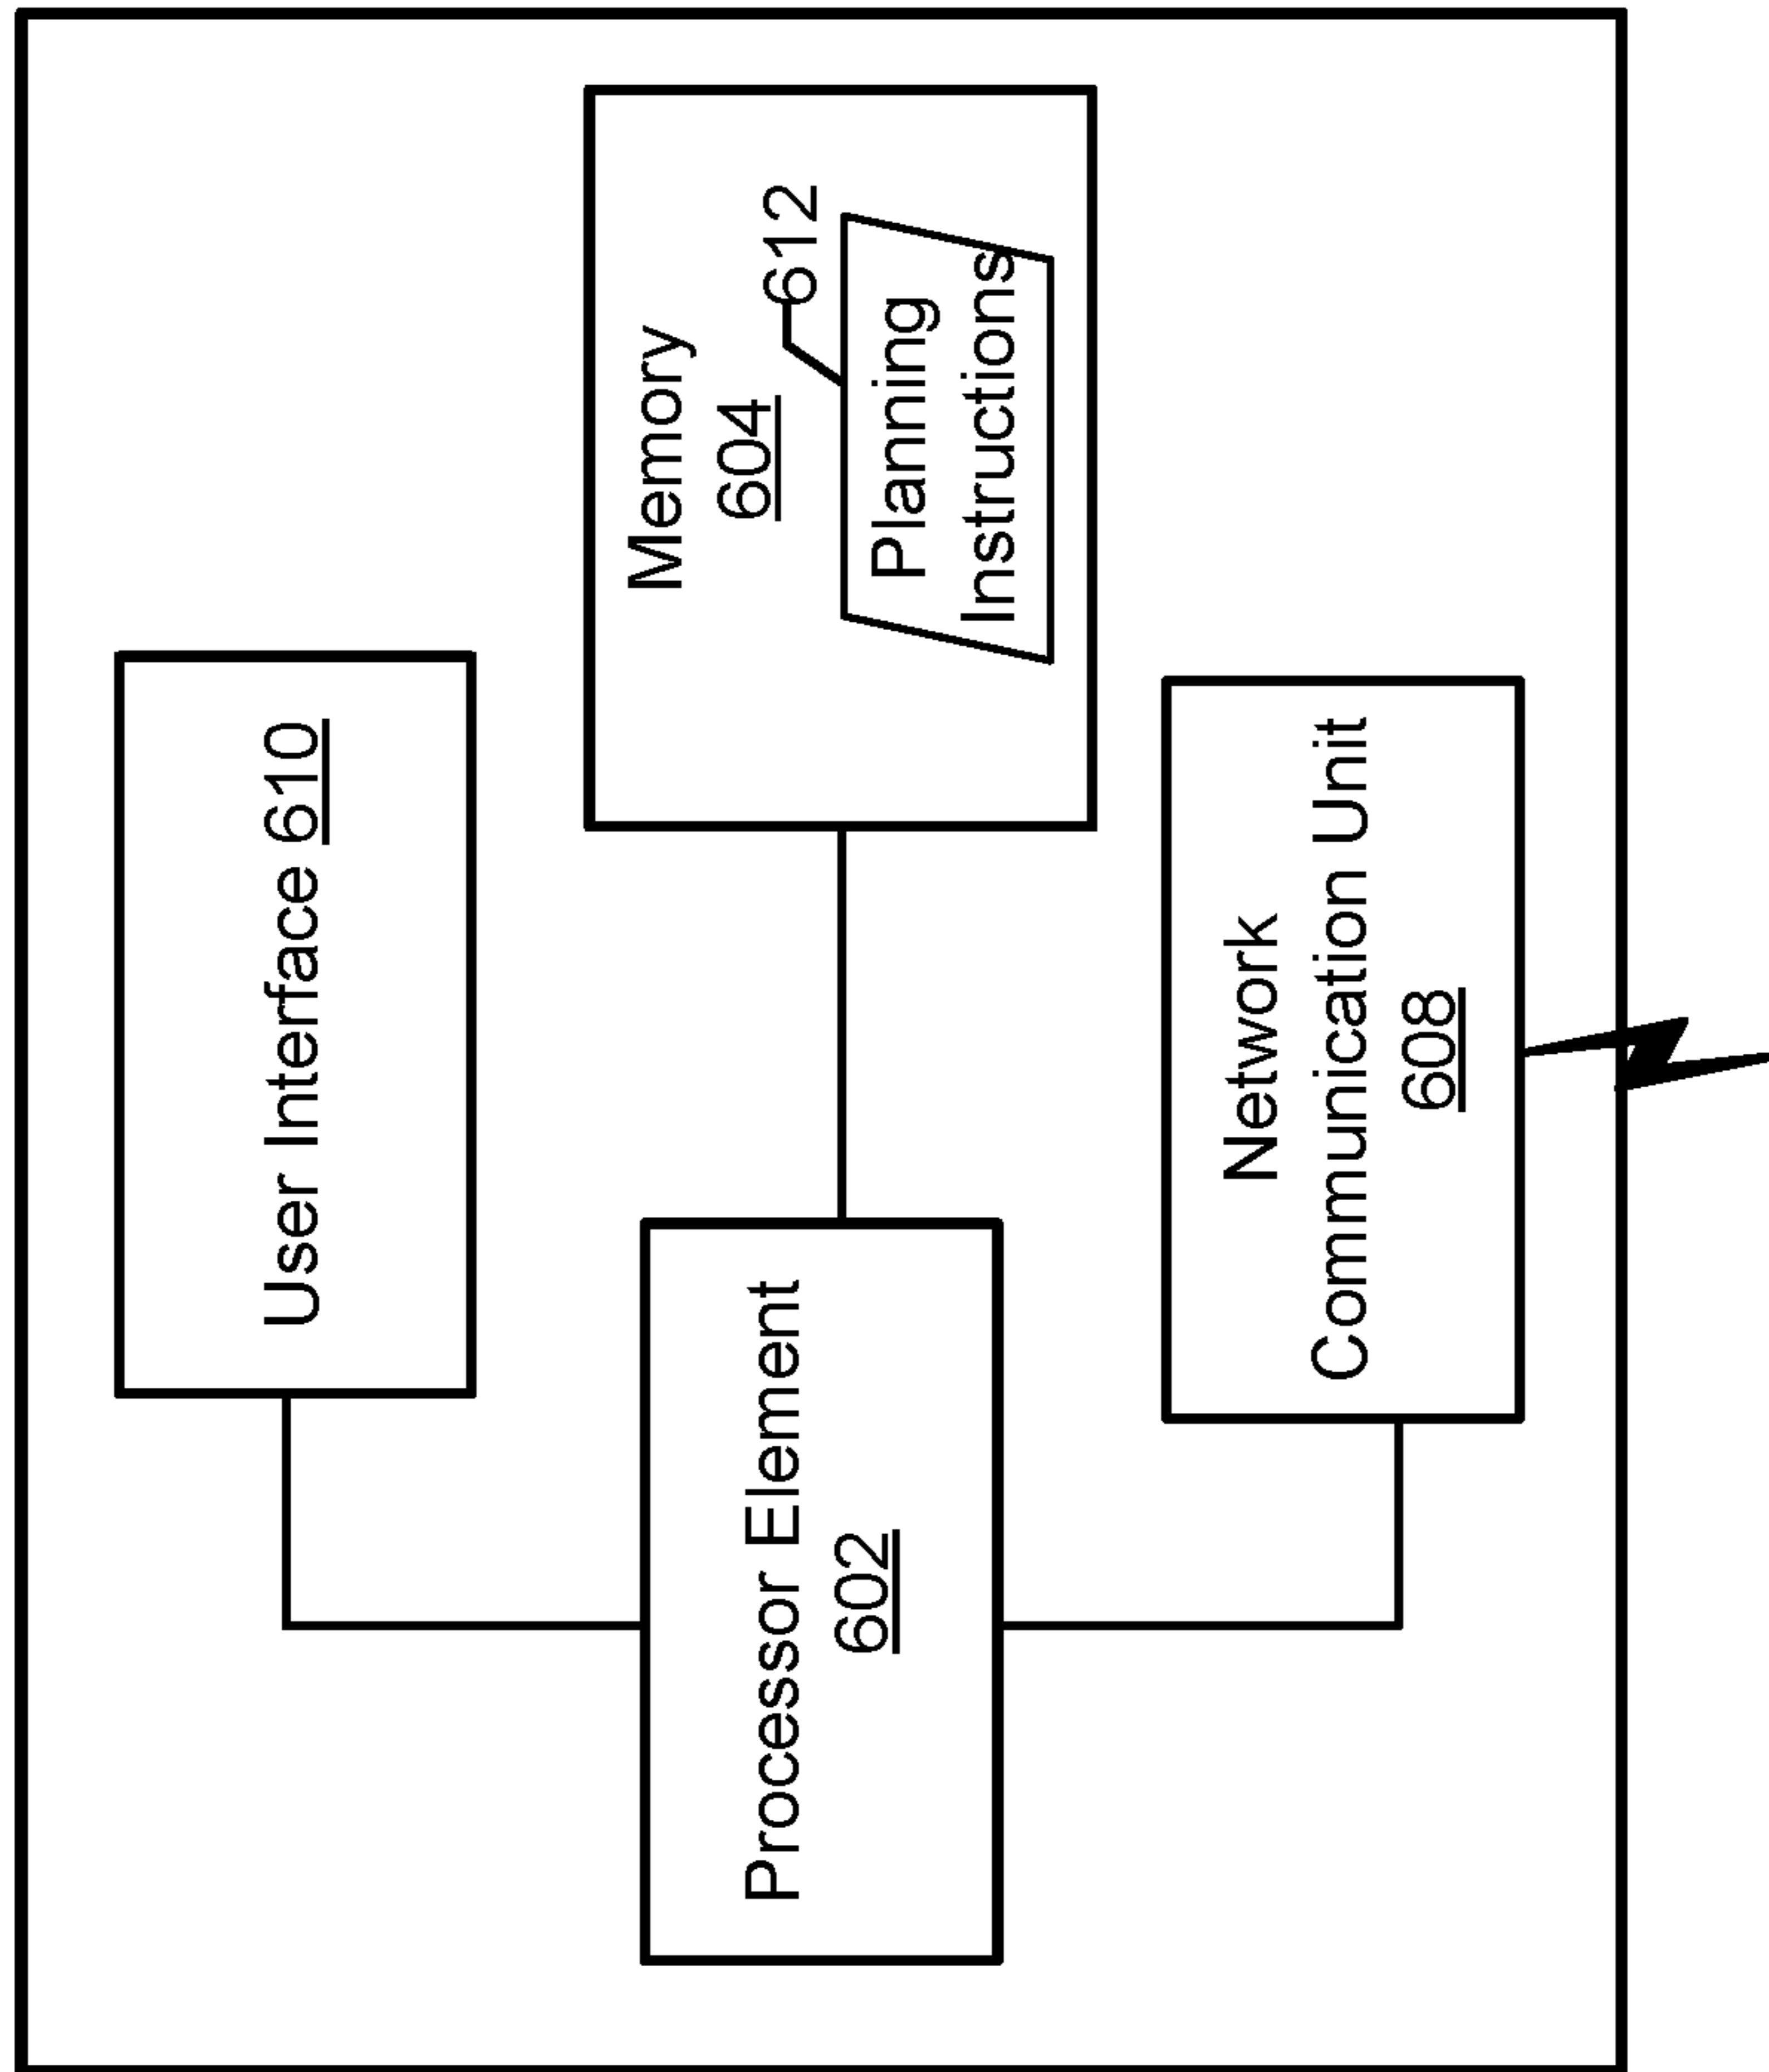 User Interface 610
Processor Element
602
Memory
604
612
Planning
Instructions
Network
Communication Unit
608